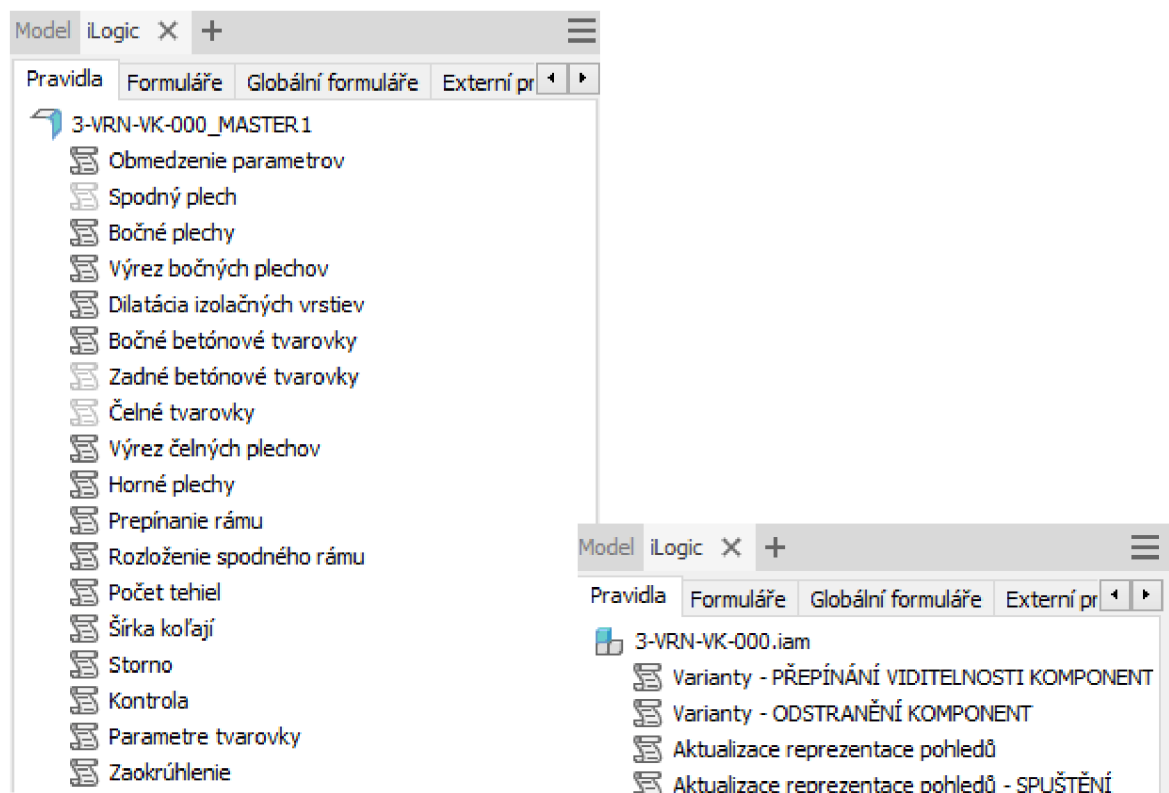 Model iLogic
Pravidla Formuláře Globální formuláře Externí pr
3-VRN-VK-000_MASTER1
Obmedzenie parametrov
Spodný plech
Bočné plechy
Výrez bočných plechov
Dilatácia izolačných vrstiev
Bočné betónové tvarovky
Zadné betónové tvarovky
Čelné tvarovky
Výrez čelných plechov
Horné plechy
Prepínanie rámu
Rozloženie spodného rámu
Počet tehiel
Šírka koľají
Storno
Kontrola
Parametre tvarovky
Zaokrúhlenie
Model iLogic
Pravidla Formuláře Globální formuláře Externí pr
3-VRN-VK-000.iam
Varianty - PŘEPÍNÁNÍ VIDITELNOSTI KOMPONENT
Varianty - ODSTRANĚNÍ KOMPONENT
Aktualizace reprezentace pohledů
Aktualizace reprezentace pohledů - SPUŠTĚNÍ